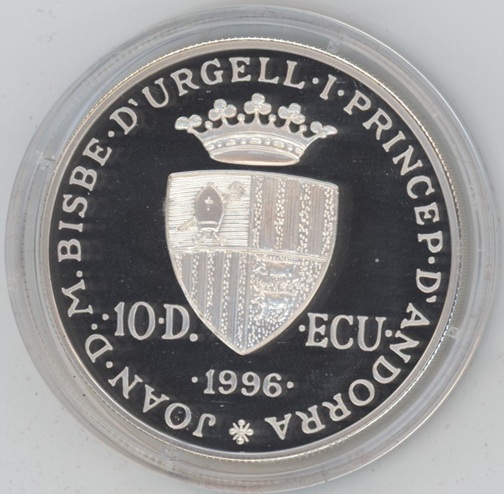 JOAN·D·M·BISBE·D'URGELL·I·PRINCEP·D'ANDORRA
·10·D. ·ECU·
·1996·